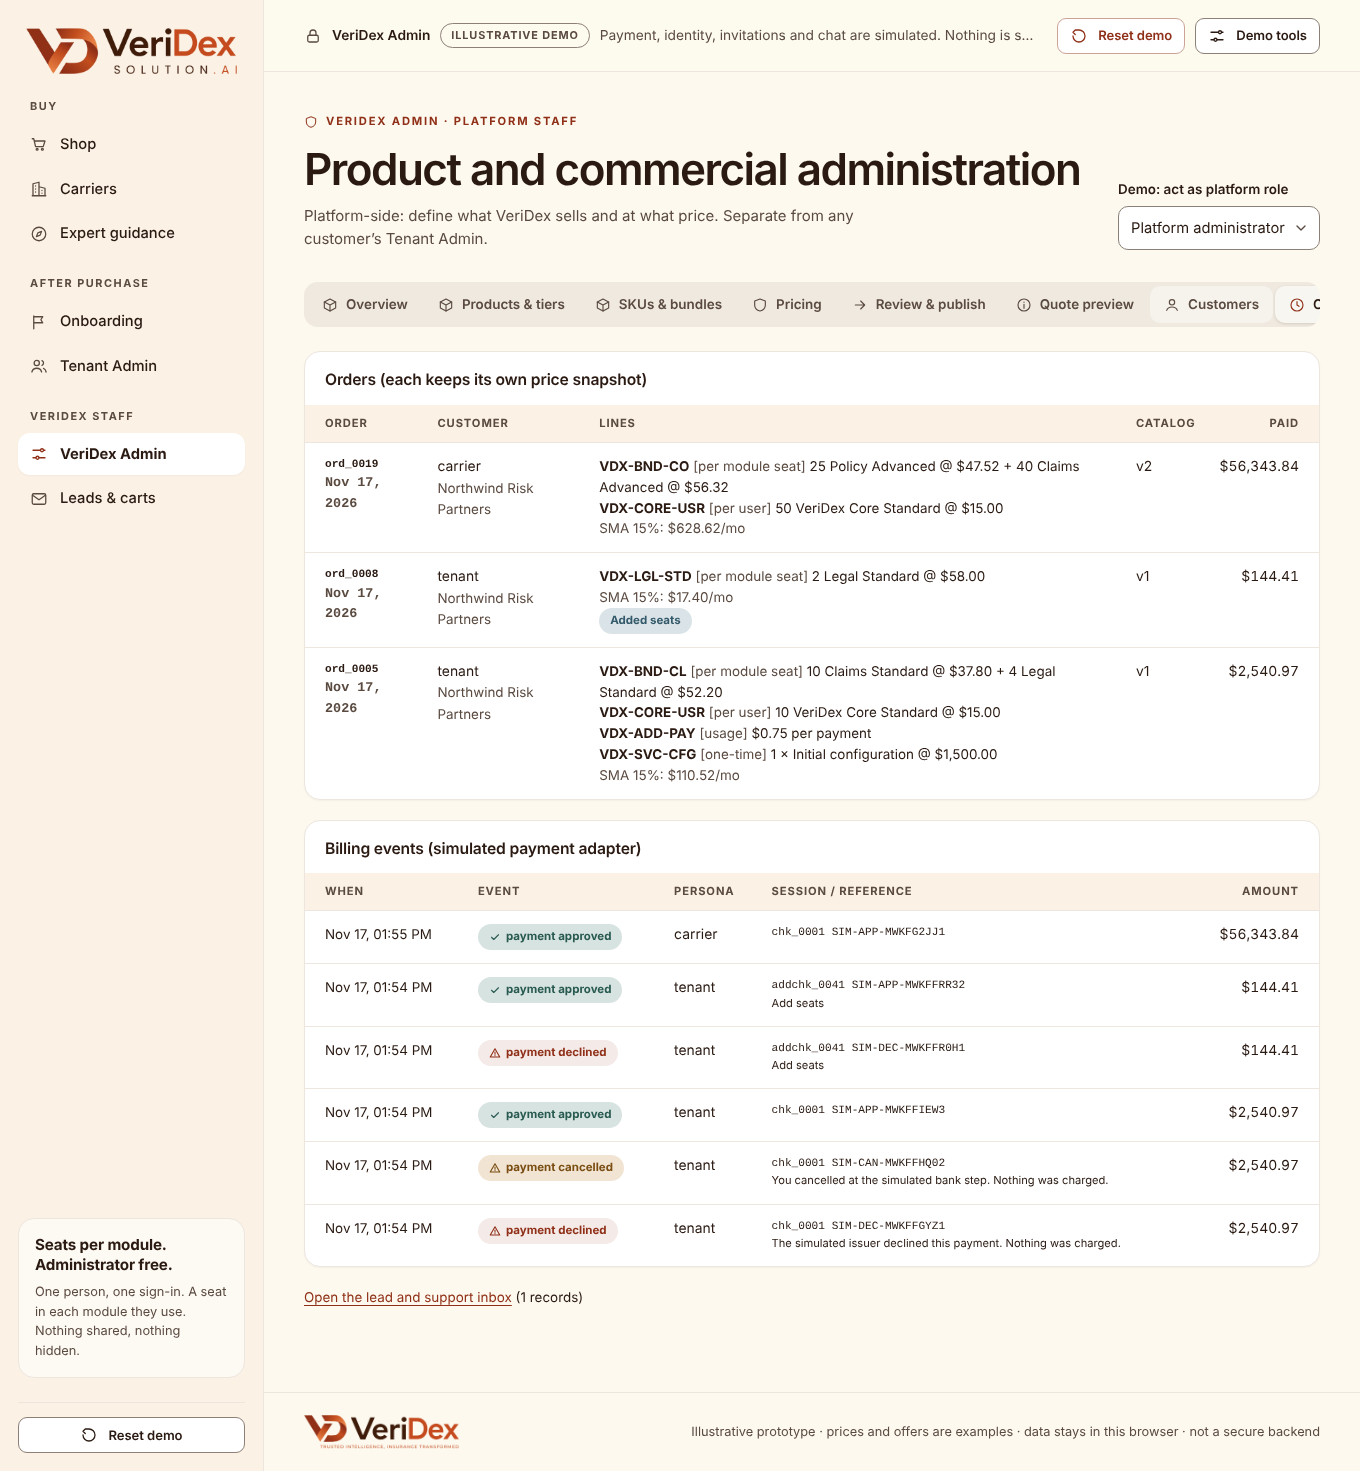 VeriDex
SOLUTION.AI
BUY
Shop
Carriers
Expert guidance
AFTER PURCHASE
Onboarding
Tenant Admin
VERIDEX STAFF
VeriDex Admin
Leads & carts
Seats per module.
Administrator free.
One person, one sign-in. A seat
in each module they use.
Nothing shared, nothing
hidden.
Reset demo
VeriDex Admin
ILLUSTRATIVE DEMO
Payment, identity, invitations and chat are simulated. Nothing is s...
Reset demo
Demo tools
VERIDEX ADMIN · PLATFORM STAFF
Product and commercial administration
Platform-side: define what VeriDex sells and at what price. Separate from any
customer’s Tenant Admin.
Demo: act as platform role
Platform administrator
Overview
Products & tiers
SKUs & bundles
Pricing
Review & publish
Quote preview
Customers
Orders (each keeps its own price snapshot)
ORDER CUSTOMER LINES CATALOG PAID
ord_0019
Nov 17,
2026
carrier
Northwind Risk
Partners
VDX-BND-CO [per module seat] 25 Policy Advanced @ $47.52 + 40 Claims
Advanced @ $56.32
VDX-CORE-USR [per user] 50 VeriDex Core Standard @ $15.00
SMA 15%: $628.62/mo
v2
$56,343.84
ord_0008
Nov 17,
2026
tenant
Northwind Risk
Partners
VDX-LGL-STD [per module seat] 2 Legal Standard @ $58.00
SMA 15%: $17.40/mo
Added seats
v1
$144.41
ord_0005
Nov 17,
2026
tenant
Northwind Risk
Partners
VDX-BND-CL [per module seat] 10 Claims Standard @ $37.80 + 4 Legal
Standard @ $52.20
VDX-CORE-USR [per user] 10 VeriDex Core Standard @ $15.00
VDX-ADD-PAY [usage] $0.75 per payment
VDX-SVC-CFG [one-time] 1 × Initial configuration @ $1,500.00
SMA 15%: $110.52/mo
v1
$2,540.97
Billing events (simulated payment adapter)
WHEN EVENT PERSONA SESSION / REFERENCE AMOUNT
Nov 17, 01:55 PM payment approved carrier chk_0001 SIM-APP-MWKFG2JJ1 $56,343.84
Nov 17, 01:54 PM payment approved tenant addchk_0041 SIM-APP-MWKFFRR32 $144.41
Add seats
Nov 17, 01:54 PM payment declined tenant addchk_0041 SIM-DEC-MWKFFR0H1 $144.41
Add seats
Nov 17, 01:54 PM payment approved tenant chk_0001 SIM-APP-MWKFFIEW3 $2,540.97
Nov 17, 01:54 PM payment cancelled tenant chk_0001 SIM-CAN-MWKFFHQ02 $2,540.97
You cancelled at the simulated bank step. Nothing was charged.
Nov 17, 01:54 PM payment declined tenant chk_0001 SIM-DEC-MWKFFGYZ1 $2,540.97
The simulated issuer declined this payment. Nothing was charged.
Open the lead and support inbox (1 records)
VeriDex
TRUSTED INTELLIGENCE, INSURANCE TRANSFORMED
Illustrative prototype · prices and offers are examples · data stays in this browser · not a secure backend